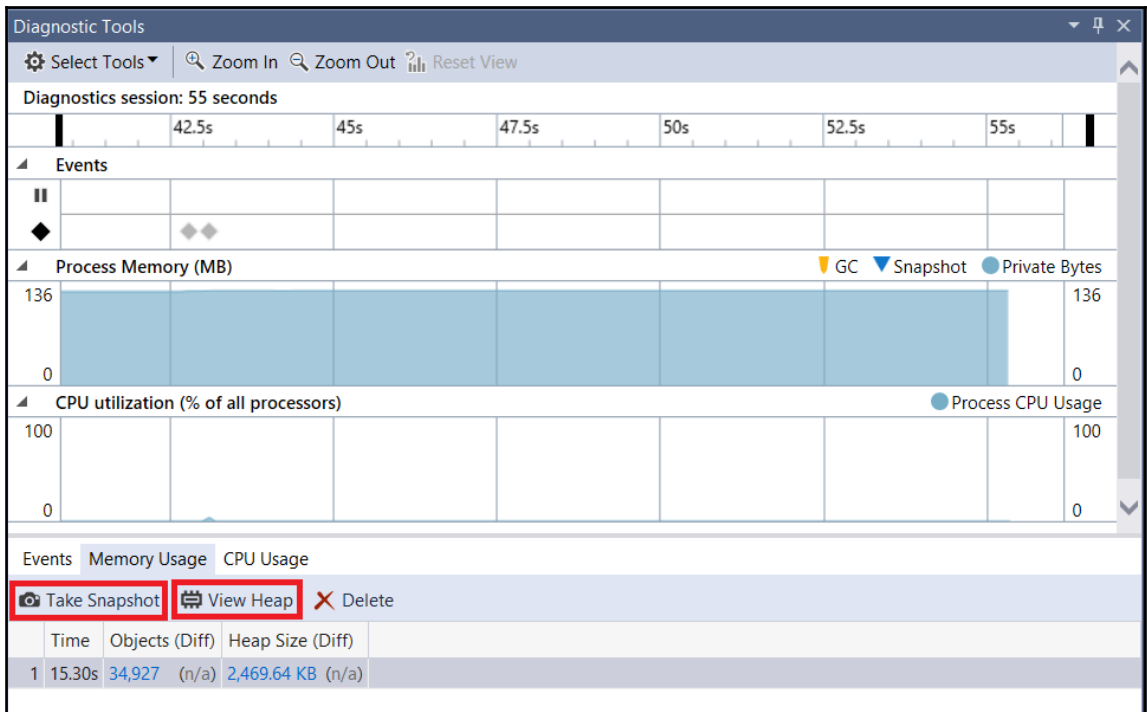 Diagnostic Tools
Select Tools Zoom In Zoom Out Reset View
Diagnostics session: 55 seconds
42.5s 45s 47.5s 50s 52.5s 55s
Events
Process Memory (MB) GC Snapshot Private Bytes
136 136
0 0
CPU utilization (% of all processors) Process CPU Usage
100 100
0 0
Events Memory Usage CPU Usage
Take Snapshot View Heap Delete
Time Objects (Diff) Heap Size (Diff)
1 15.30s 34,927 (n/a) 2,469.64 KB (n/a)